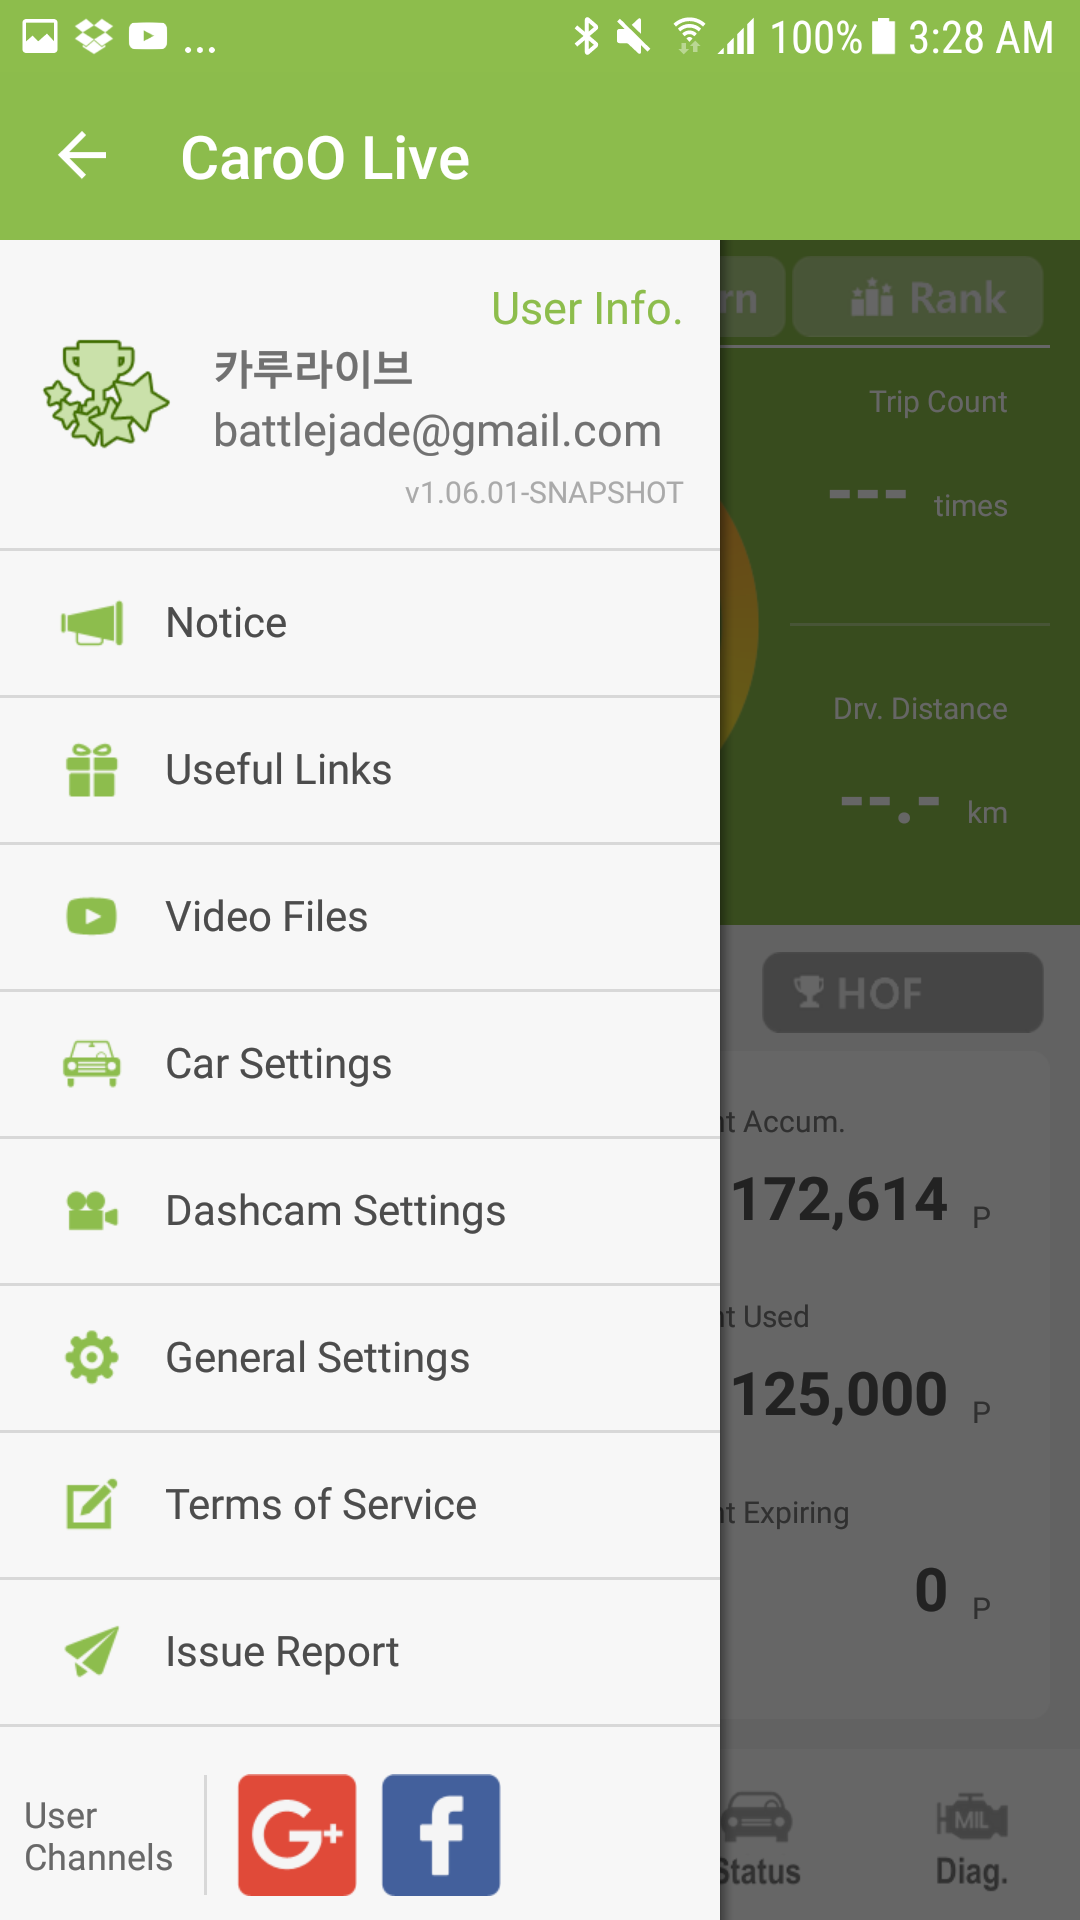 ... 100% 3:28 AM
CaroO Live
User Info.
카루라이브
battlejade@gmail.com
v1.06.01-SNAPSHOT
Notice
Useful Links
Video Files
Car Settings
Dashcam Settings
General Settings
Terms of Service
Issue Report
User
Channels
G+ f
Rank
Trip Count
--- times
Drv. Distance
--.- km
HOF
Accum.
172,614 P
Used
125,000 P
Expiring
0 P
MIL
Status Diag.